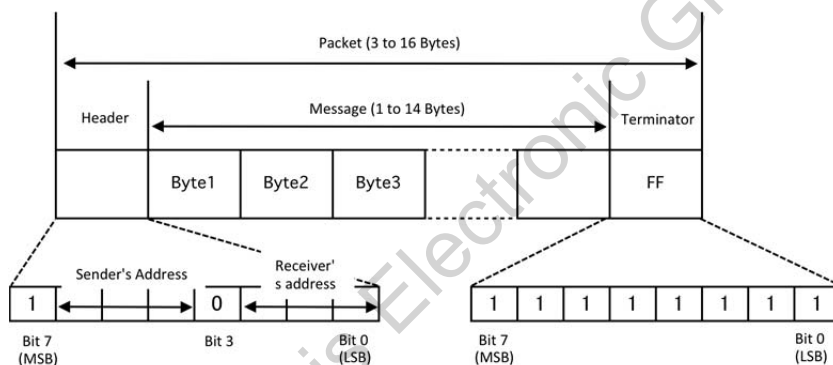 Packet (3 to 16 Bytes)
Header
Message (1 to 14 Bytes)
Terminator
Byte1 Byte2 Byte3 FF
Sender's Address
Receiver'
s address
1 0 1 1 1 1 1 1 1 1
Bit 7 Bit 3 Bit 0 Bit 7 Bit 0
(MSB) (LSB) (MSB) (LSB)
is Electronic G